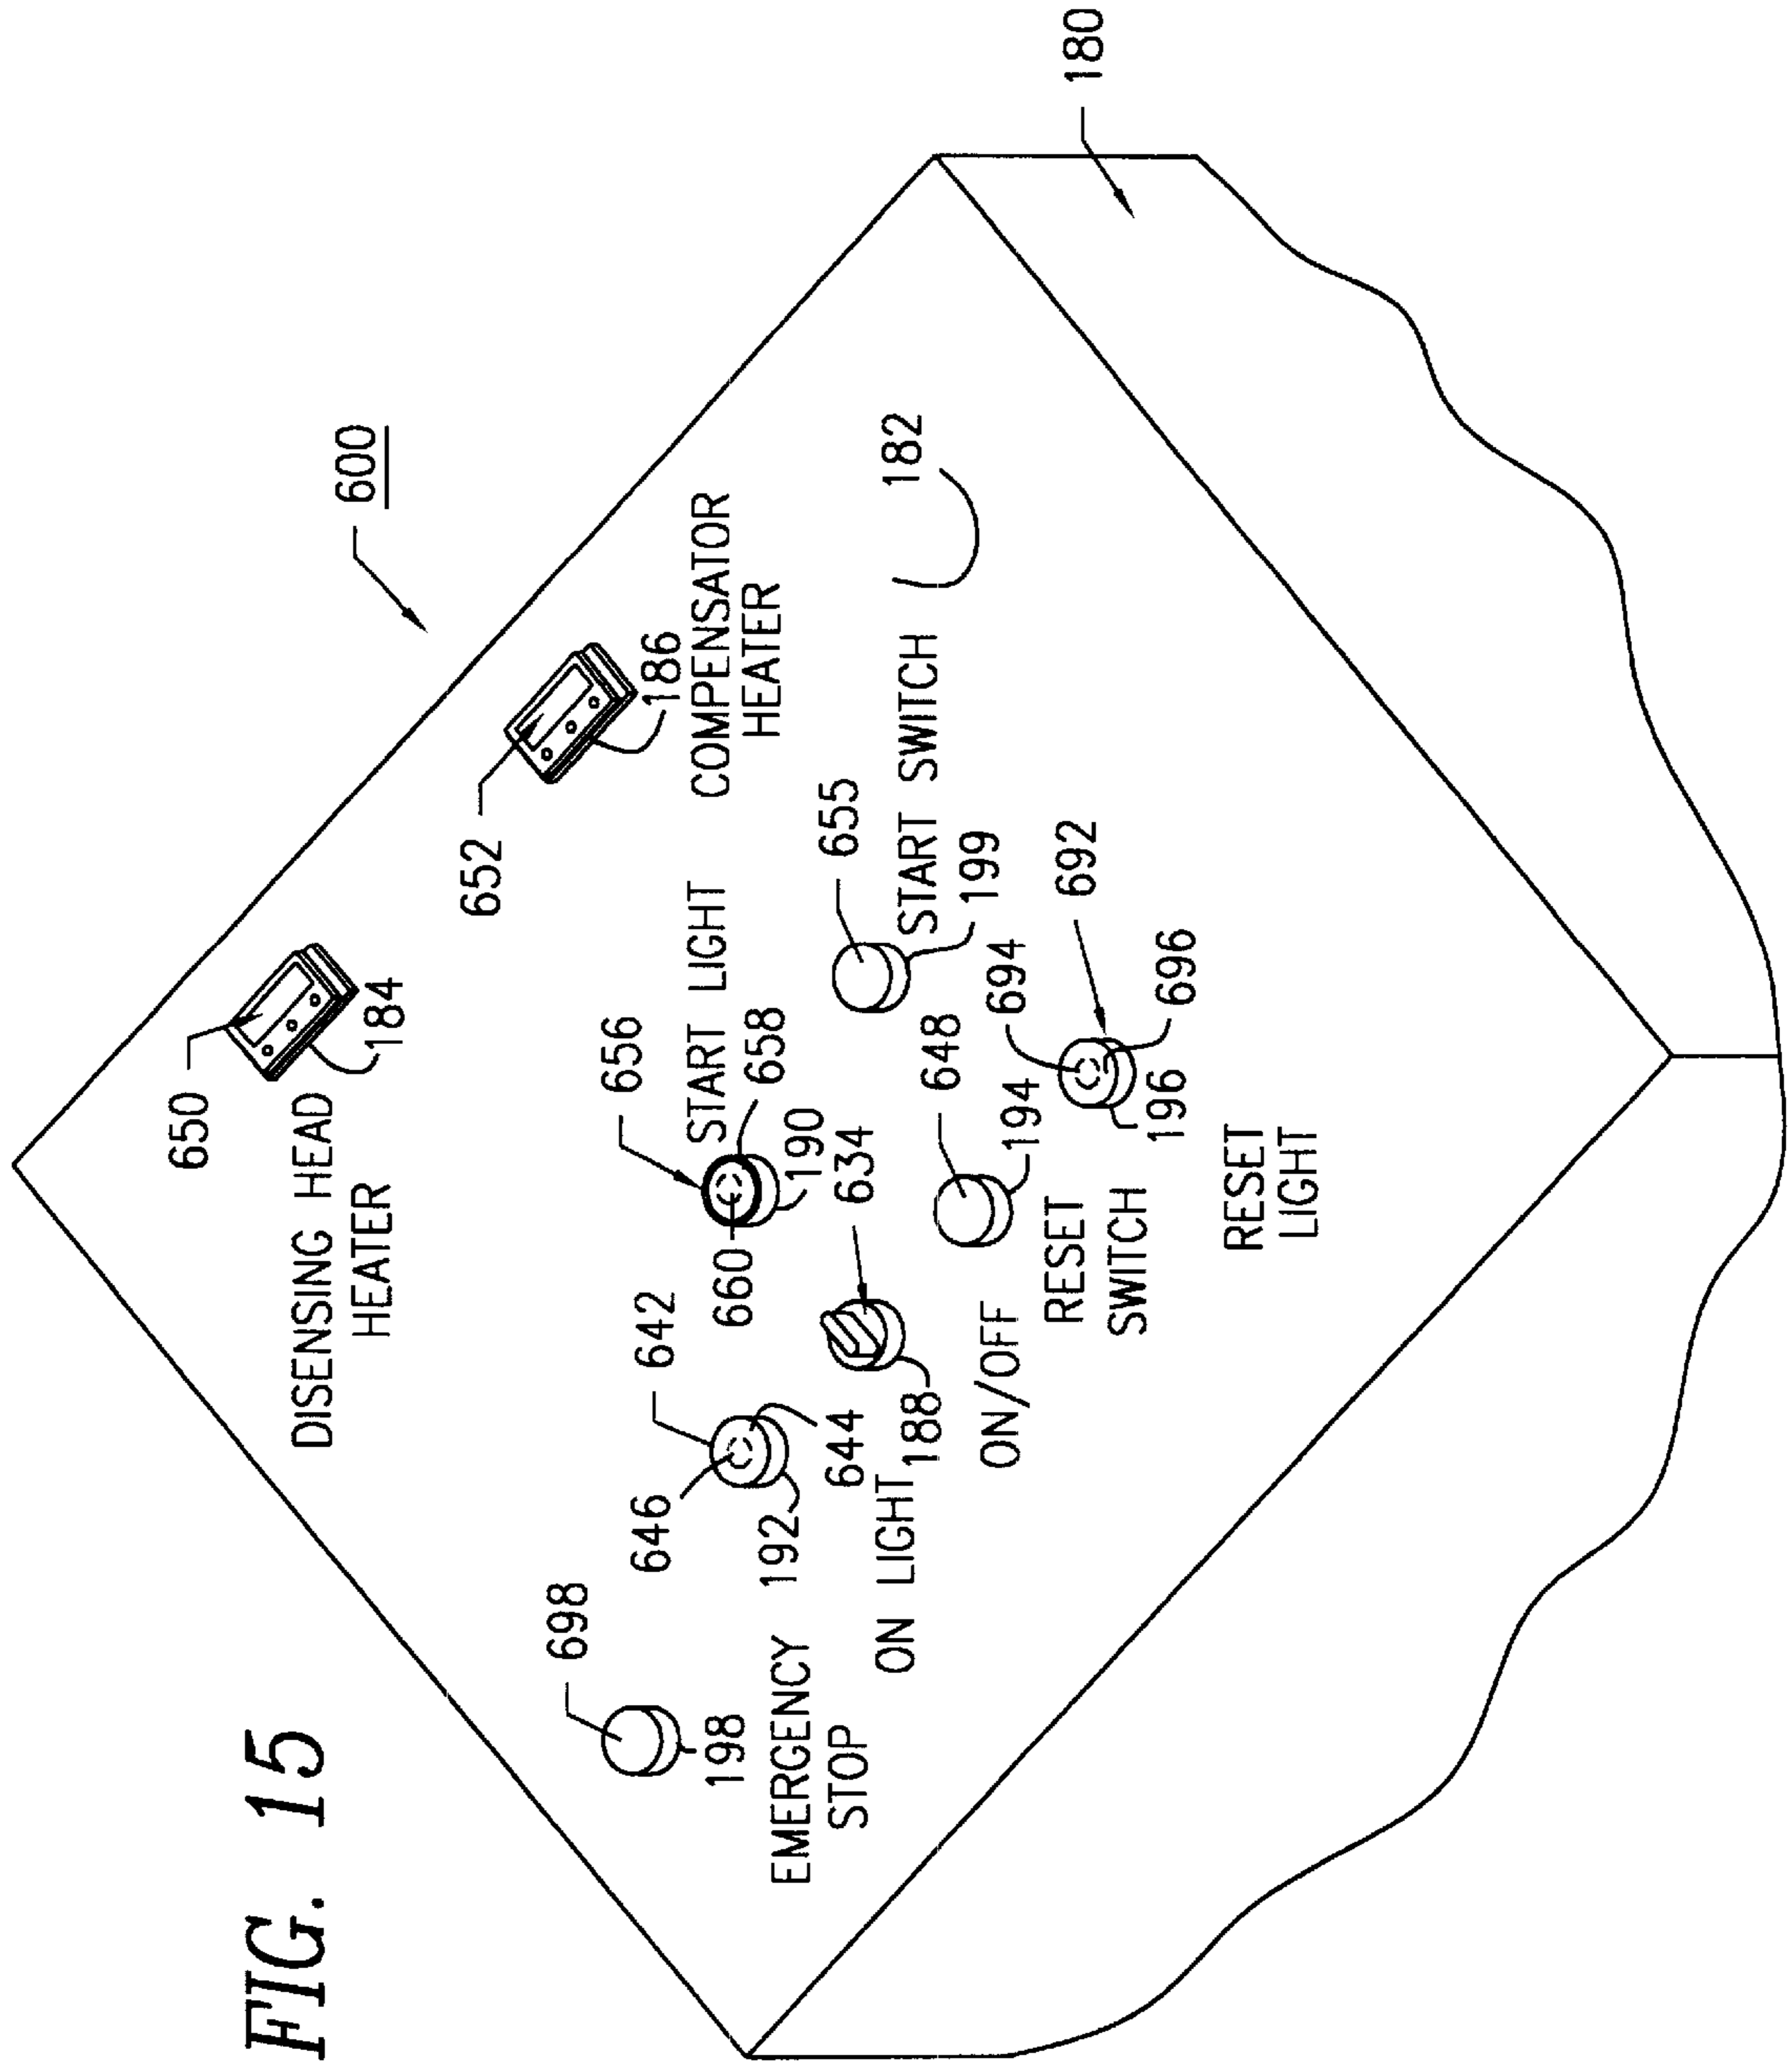 FIG. 15
600
650
184
DISENSING HEAD
HEATER
652
186
COMPENSATOR
HEATER
656
START LIGHT
658
660
190
642
646
644
192
ON LIGHT
698
198
EMERGENCY
STOP
634
188
ON/OFF
655
START SWITCH
199
182
648
194
RESET
SWITCH
692
694
696
196
RESET
LIGHT
180